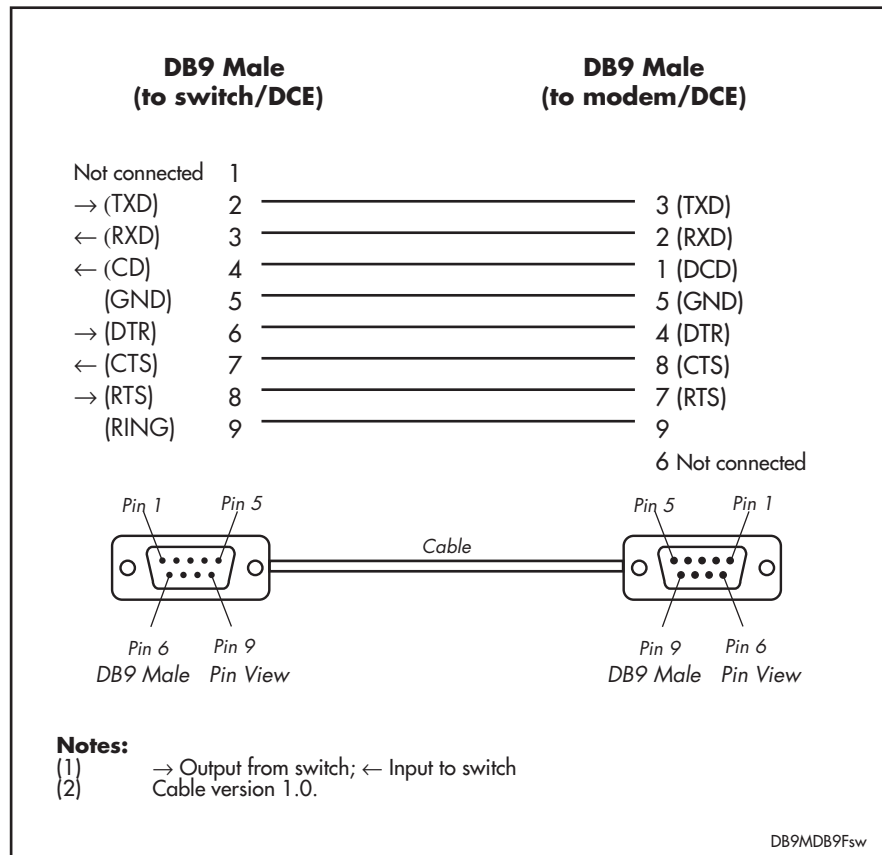 DB9 Male DB9 Male
(to switch/DCE) (to modem/DCE)
Not connected 1
→ (TXD) 2 3 (TXD)
← (RXD) 3 2 (RXD)
← (CD) 4 1 (DCD)
(GND) 5 5 (GND)
→ (DTR) 6 4 (DTR)
← (CTS) 7 8 (CTS)
→ (RTS) 8 7 (RTS)
(RING) 9 9
6 Not connected
Pin 1 Pin 5 Pin 5 Pin 1
Cable
Pin 6 Pin 9 Pin 9 Pin 6
DB9 Male Pin View DB9 Male Pin View
Notes:
(1) → Output from switch; ← Input to switch
(2) Cable version 1.0.
DB9MDB9Fsw